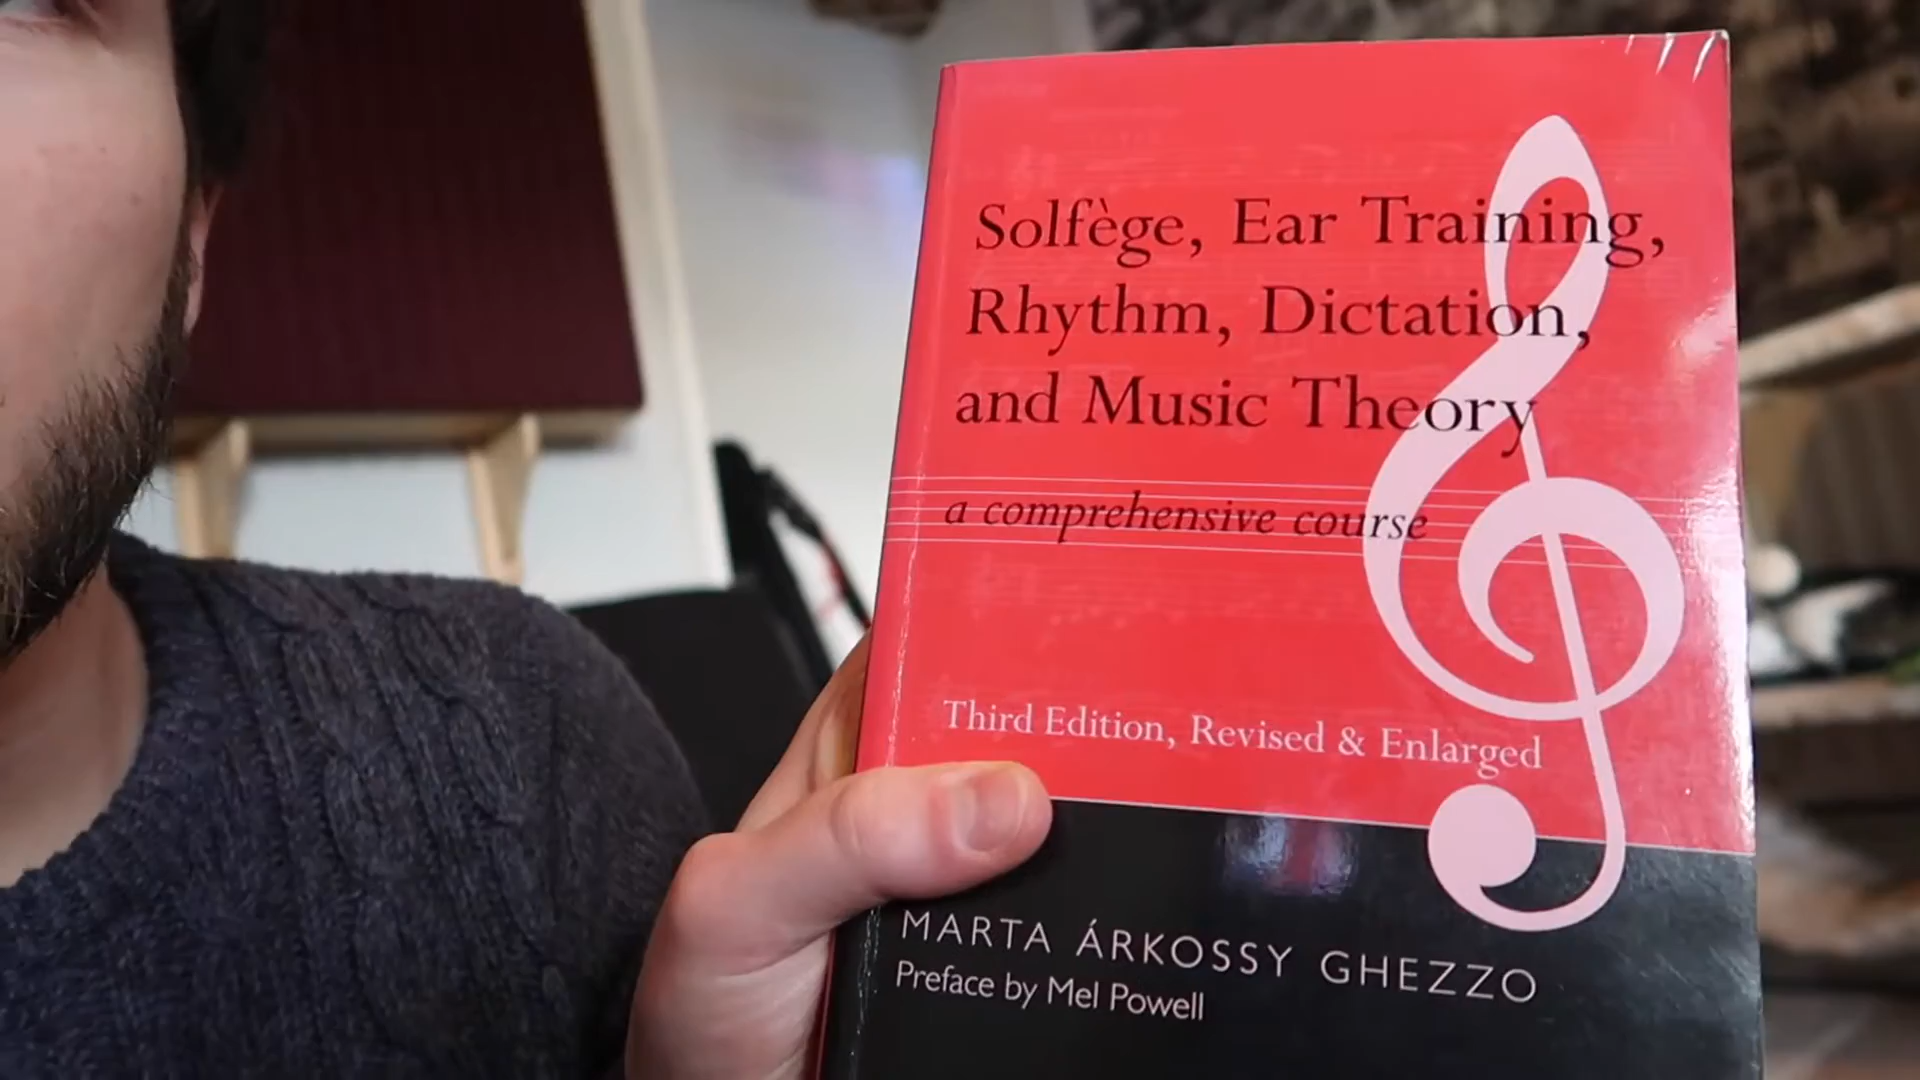 Solfège, Ear Training,
Rhythm, Dictation,
and Music Theory
a comprehensive course
Third Edition, Revised & Enlarged
MARTA ÁRKOSSY GHEZZO
Preface by Mel Powell